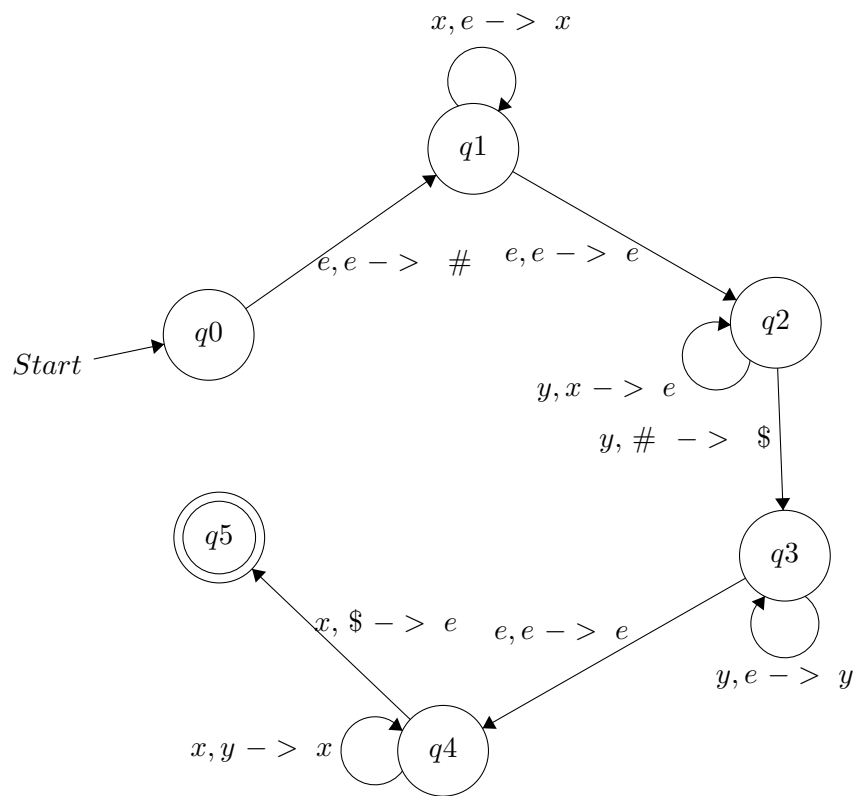 x, e -> x
q1
e, e -> #
e, e -> e
q0
q2
Start
y, x -> e
y, # -> $
q5
q3
x, $ -> e
e, e -> e
y, e -> y
x, y -> x
q4